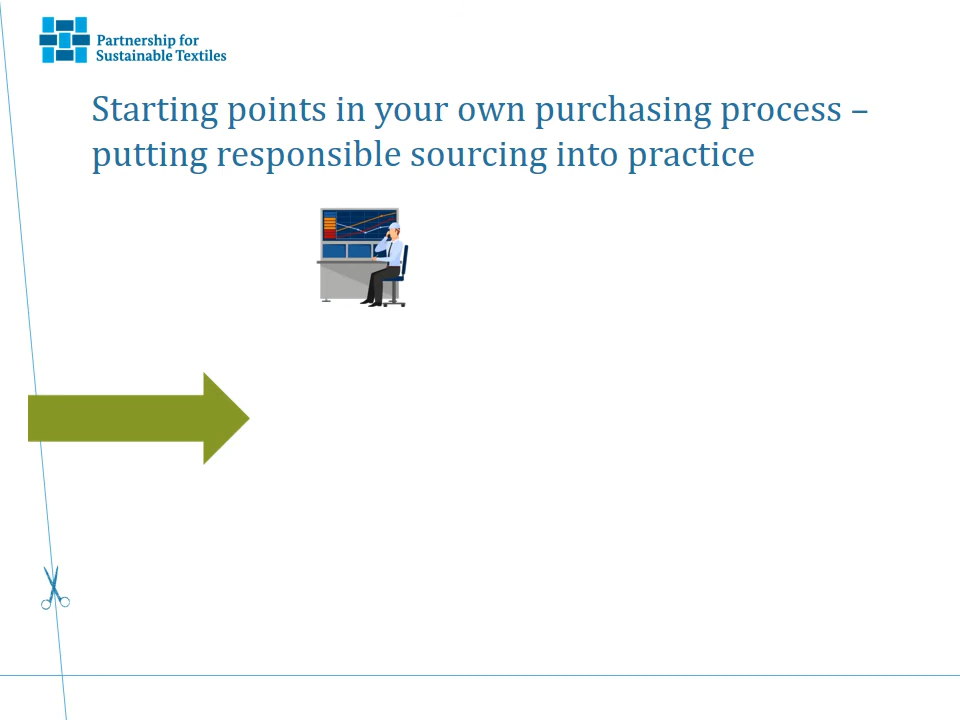 Partnership for
Sustainable Textiles
Starting points in your own purchasing process –
putting responsible sourcing into practice